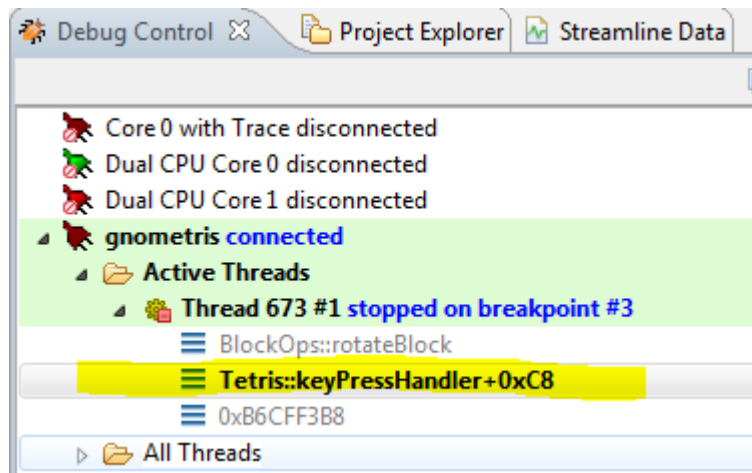 Debug Control Project Explorer Streamline Data
Core 0 with Trace disconnected
Dual CPU Core 0 disconnected
Dual CPU Core 1 disconnected
gnometris connected
Active Threads
Thread 673 #1 stopped on breakpoint #3
BlockOps::rotateBlock
Tetris::keyPressHandler+0xC8
0xB6CFF3B8
All Threads